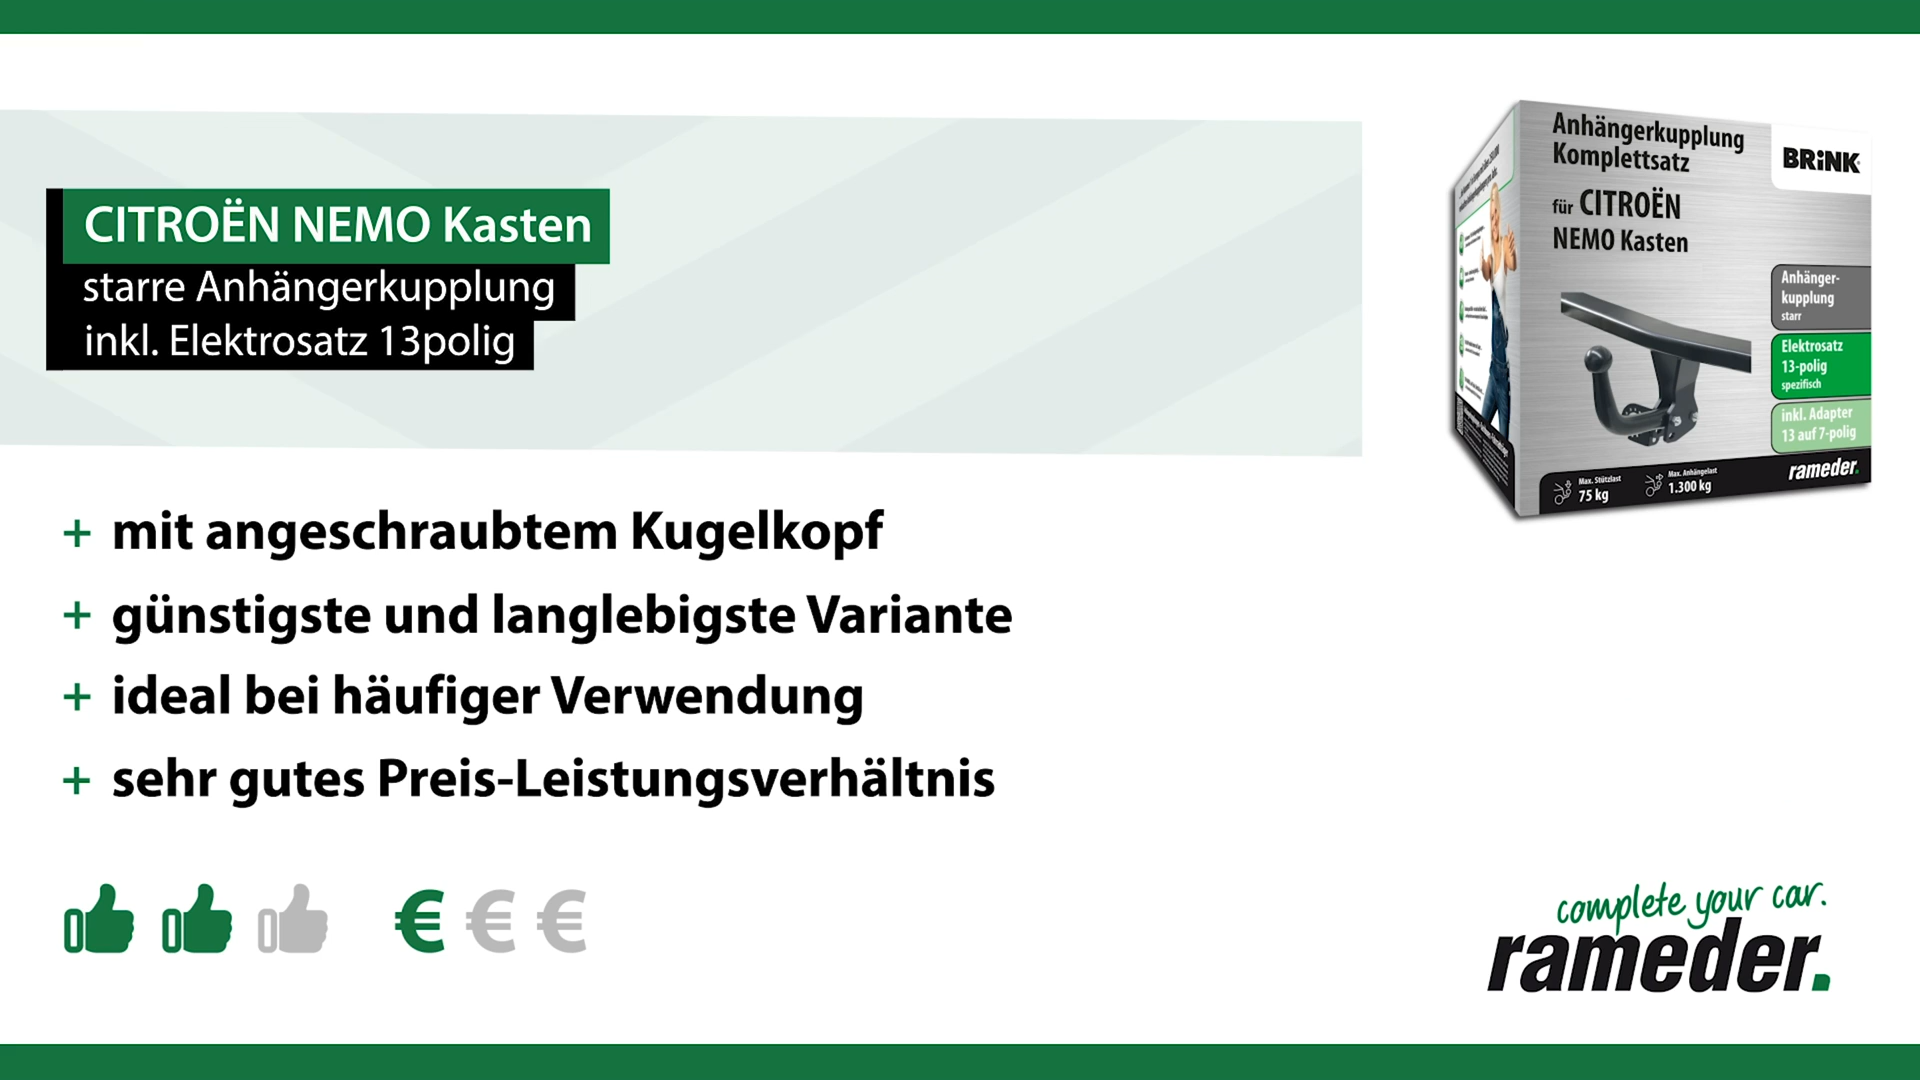 CITROËN NEMO Kasten
starre Anhängerkupplung
inkl. Elektrosatz 13polig
+ mit angeschraubtem Kugelkopf
+ günstigste und langlebigste Variante
+ ideal bei häufiger Verwendung
+ sehr gutes Preis-Leistungsverhältnis
€ € €
Anhängerkupplung
Komplettsatz
BRiNK
für CITROËN
NEMO Kasten
Anhänger-
kupplung
starr
Elektrosatz
13-polig
spezifisch
inkl. Adapter
13 auf 7-polig
Max. Stützlast
75 kg
Max. Anhängelast
1.300 kg
rameder.
complete your car.
rameder.